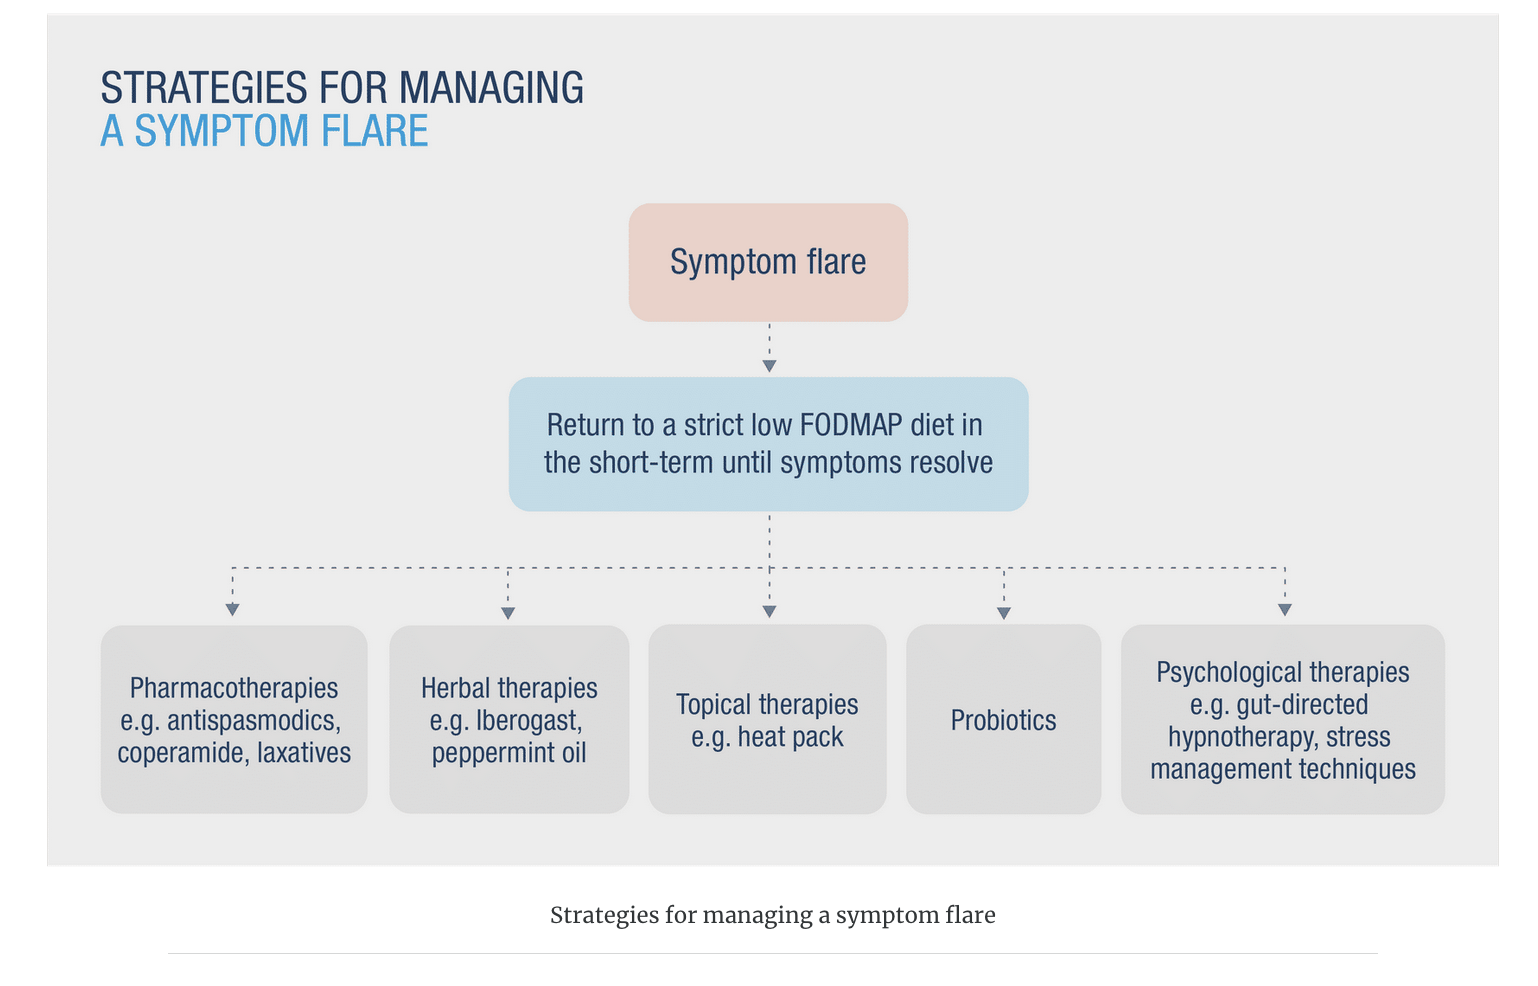 STRATEGIES FOR MANAGING
A SYMPTOM FLARE
Symptom flare
Return to a strict low FODMAP diet in
the short-term until symptoms resolve
Pharmacotherapies
e.g. antispasmodics,
coperamide, laxatives
Herbal therapies
e.g. Iberogast,
peppermint oil
Topical therapies
e.g. heat pack
Probiotics
Psychological therapies
e.g. gut-directed
hypnotherapy, stress
management techniques
Strategies for managing a symptom flare